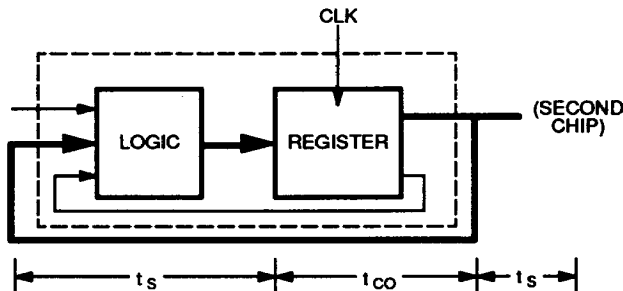 CLK
(SECOND
CHIP)
LOGIC
REGISTER
tS
tCO
tS